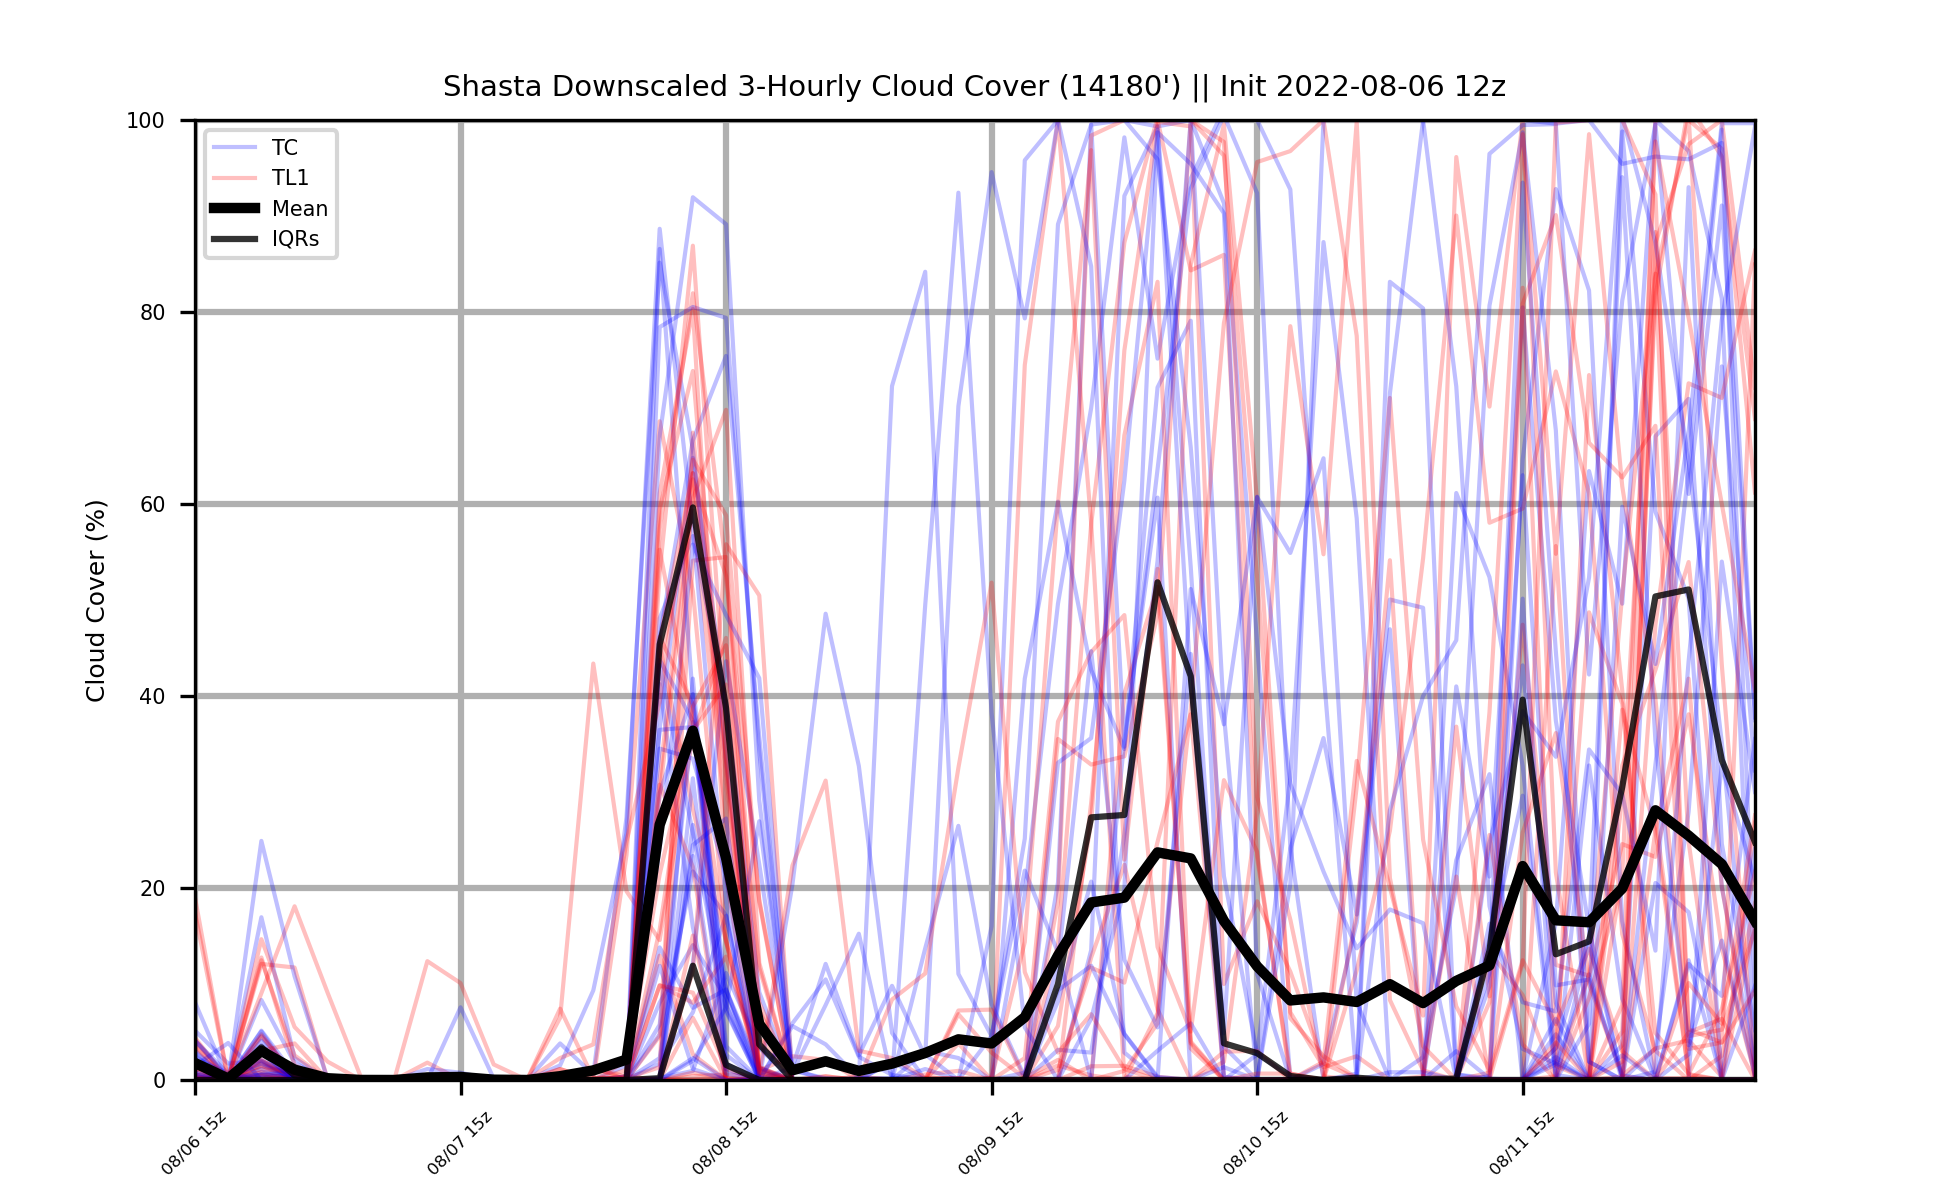 Shasta Downscaled 3-Hourly Cloud Cover (14180') || Init 2022-08-06 12z
TC
TL1
Mean
IQRs
Cloud Cover (%)
100
80
60
40
20
0
08/06 15z
08/07 15z
08/08 15z
08/09 15z
08/10 15z
08/11 15z